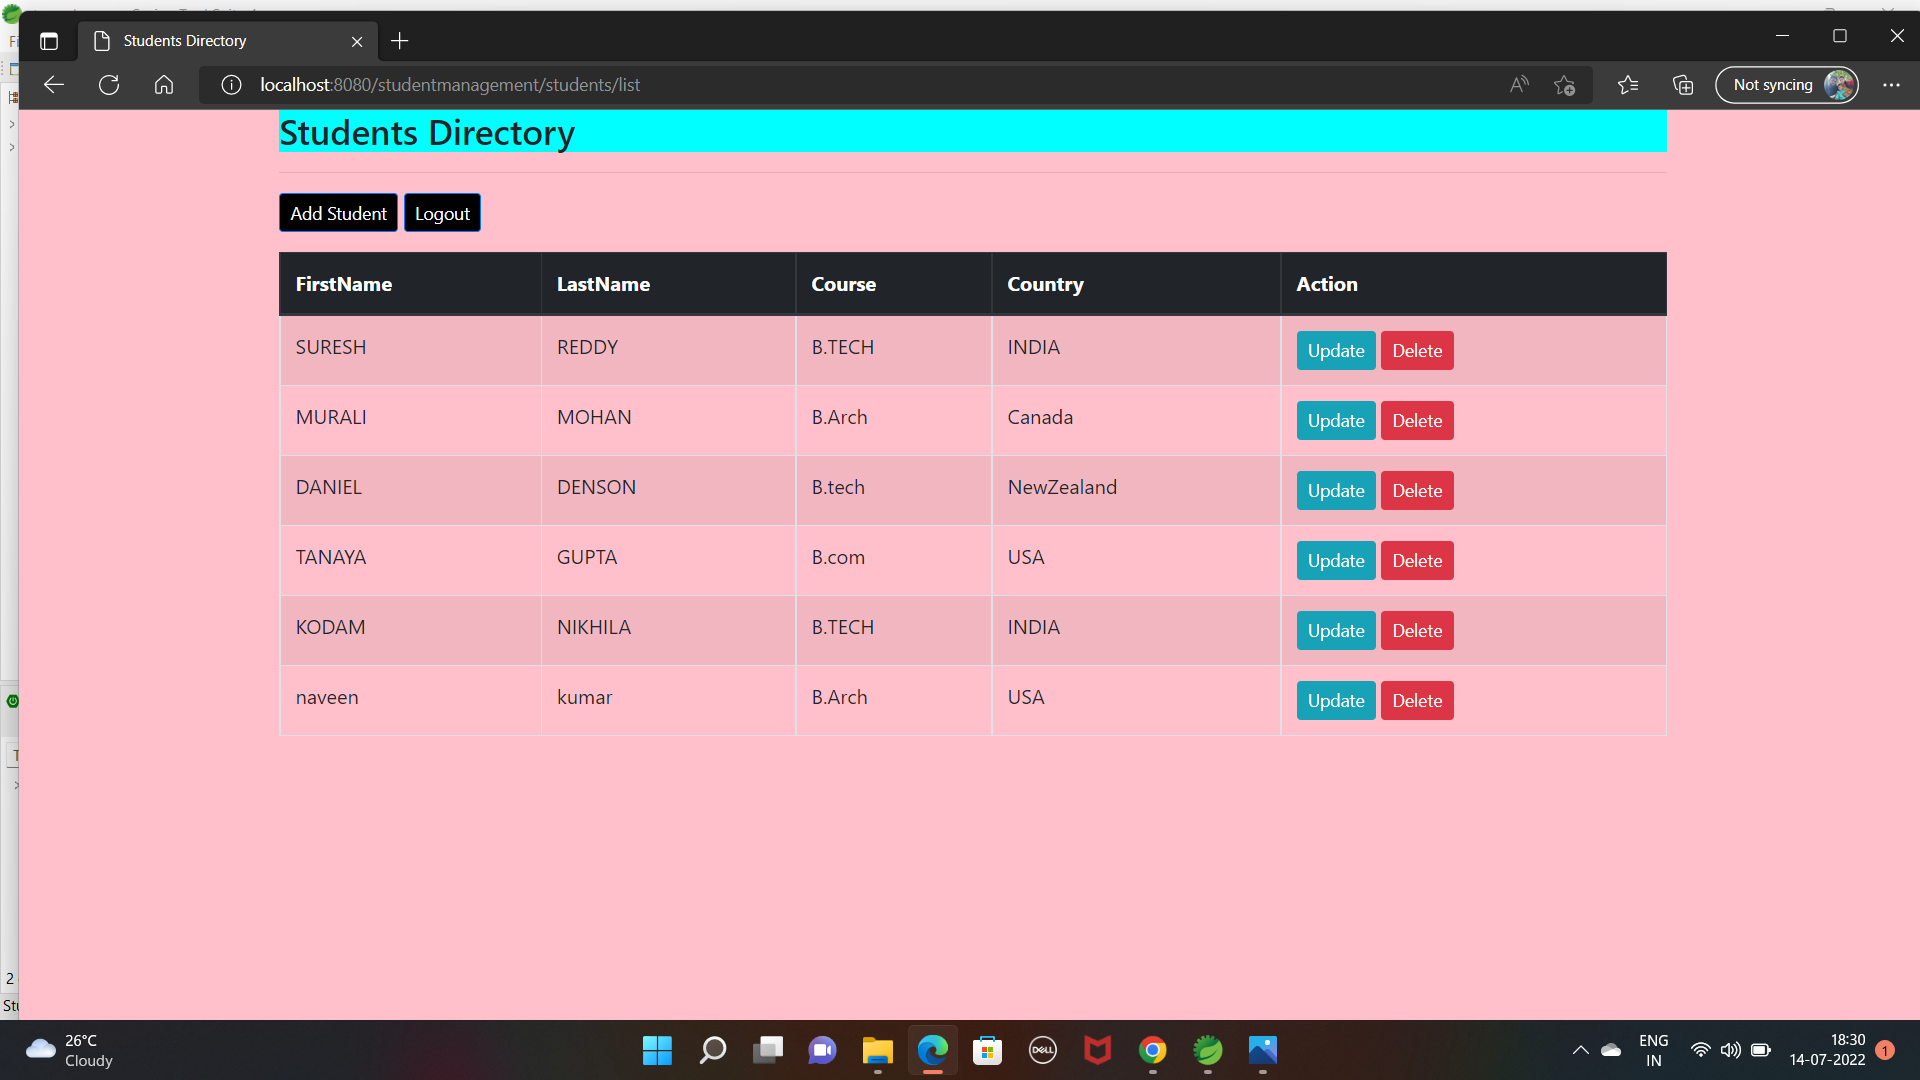 Students Directory
localhost:8080/studentmanagement/students/list
Not syncing
Students Directory
Add Student Logout
FirstName LastName Course Country Action
SURESH REDDY B.TECH INDIA Update Delete
MURALI MOHAN B.Arch Canada Update Delete
DANIEL DENSON B.tech NewZealand Update Delete
TANAYA GUPTA B.com USA Update Delete
KODAM NIKHILA B.TECH INDIA Update Delete
naveen kumar B.Arch USA Update Delete
2
26°C
Cloudy
DELL
ENG
IN
18:30
14-07-2022
1